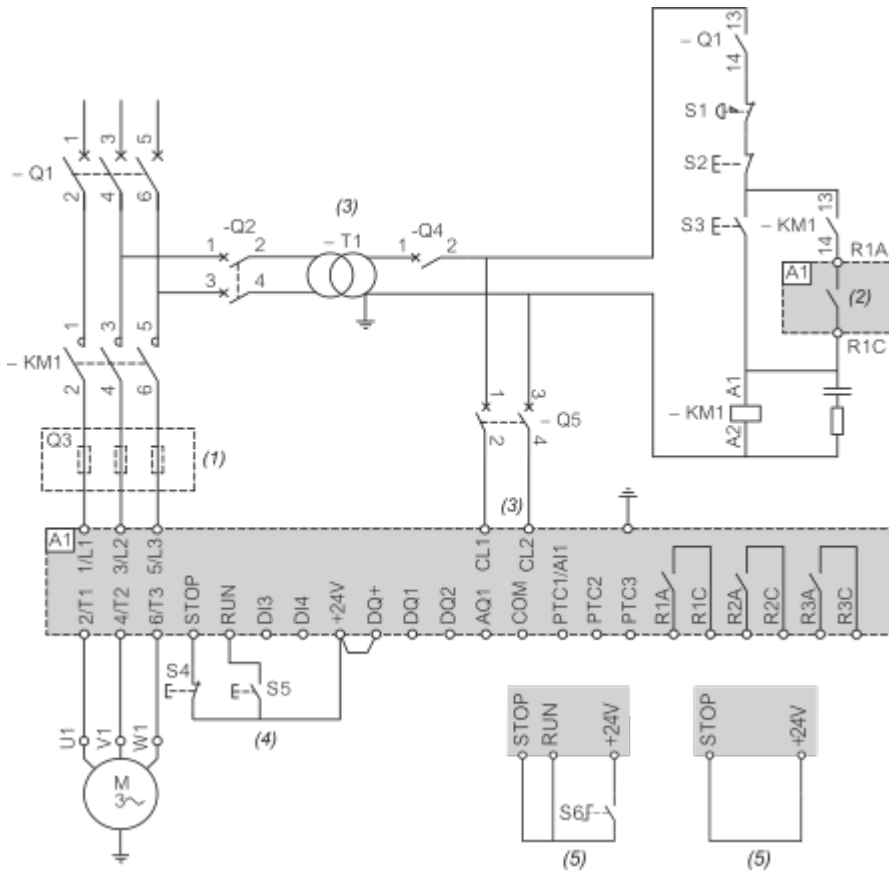 13
– Q1
14
S1
S2
S3
– KM1
13
14
R1A
A1
(2)
R1C
A1
– KM1
A2
1
3
5
– Q1
2
4
6
-Q2
1
2
3
4
(3)
– T1
-Q4
1
2
1
3
5
– KM1
2
4
6
1
3
– Q5
2
4
Q3
(1)
(3)
A1
1/L1
3/L2
5/L3
CL1
CL2
2/T1
4/T2
6/T3
STOP
RUN
DI3
DI4
+24V
DQ+
DQ1
DQ2
AQ1
COM
PTC1/AI1
PTC2
PTC3
R1A
R1C
R2A
R2C
R3A
R3C
S4
S5
(4)
U1
V1
W1
M
3
STOP
RUN
+24V
S6
(5)
STOP
+24V
(5)